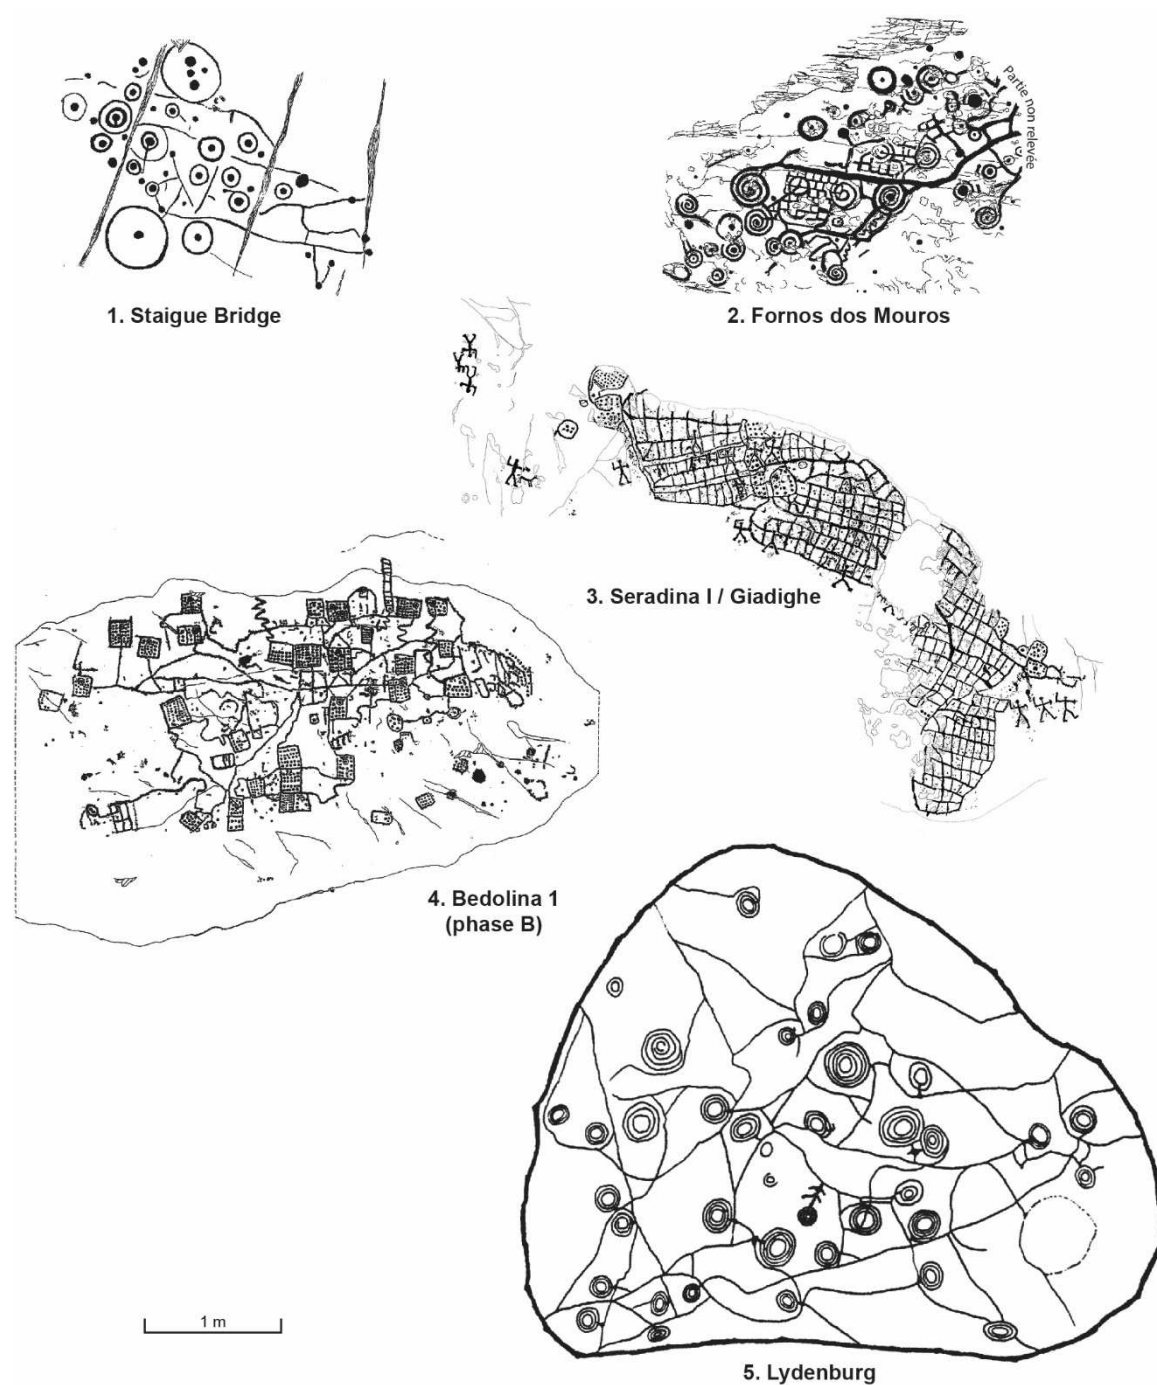 Partie non relevée
1. Staigue Bridge
2. Fornos dos Mouros
3. Seradina I / Giadighe
4. Bedolina 1
(phase B)
1 m
5. Lydenburg